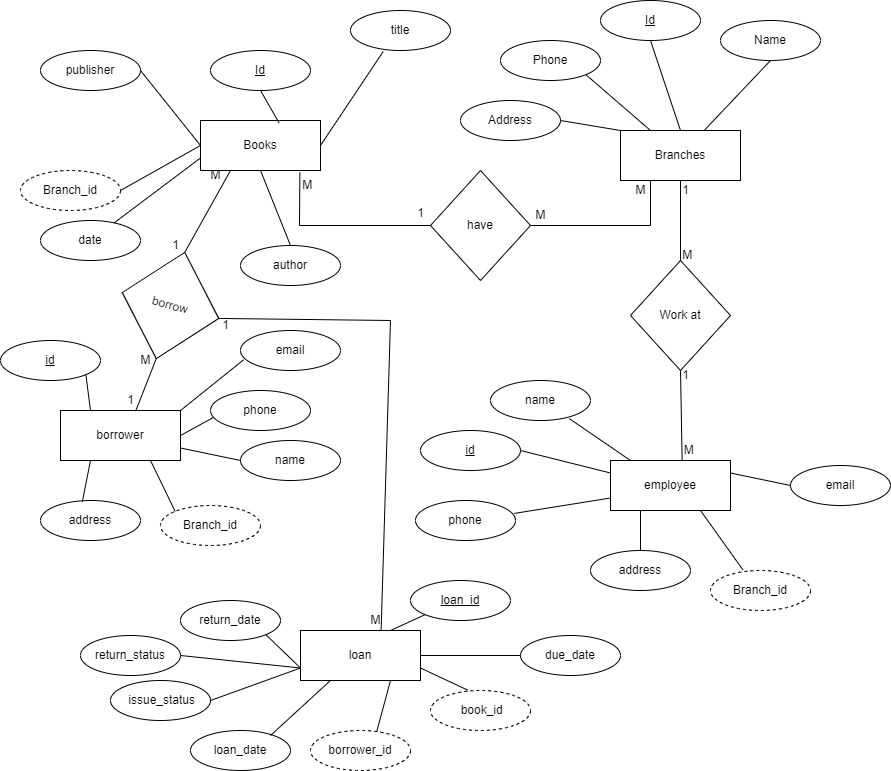 title
Id
Name
publisher
Id
Phone
Address
Books
Branches
M
M
Branch_id
M
1
1
M
have
date
1
M
author
borrow
Work at
1
M
id
email
1
1
name
phone
borrower
name
id
M
employee
email
address
Branch_id
phone
address
Branch_id
loan_id
return_date
M
return_status
loan
due_date
issue_status
book_id
loan_date
borrower_id